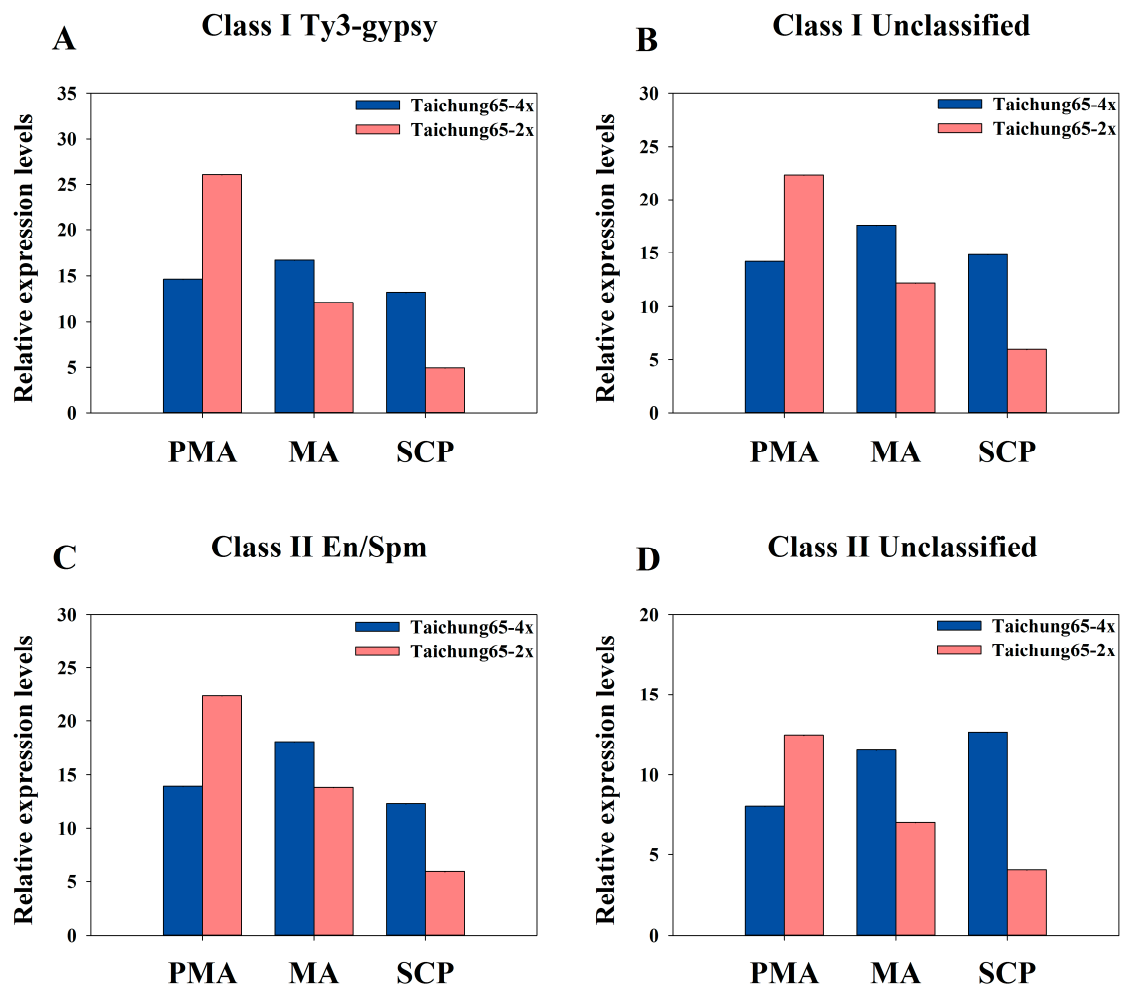 A
Class I Ty3-gypsy
Relative expression levels
35
30
25
20
15
10
5
0
Taichung65-4x
Taichung65-2x
PMA MA SCP
B
Class I Unclassified
Relative expression levels
30
25
20
15
10
5
0
Taichung65-4x
Taichung65-2x
PMA MA SCP
C
Class II En/Spm
Relative expression levels
30
25
20
15
10
5
0
Taichung65-4x
Taichung65-2x
PMA MA SCP
D
Class II Unclassified
Relative expression levels
20
15
10
5
0
Taichung65-4x
Taichung65-2x
PMA MA SCP